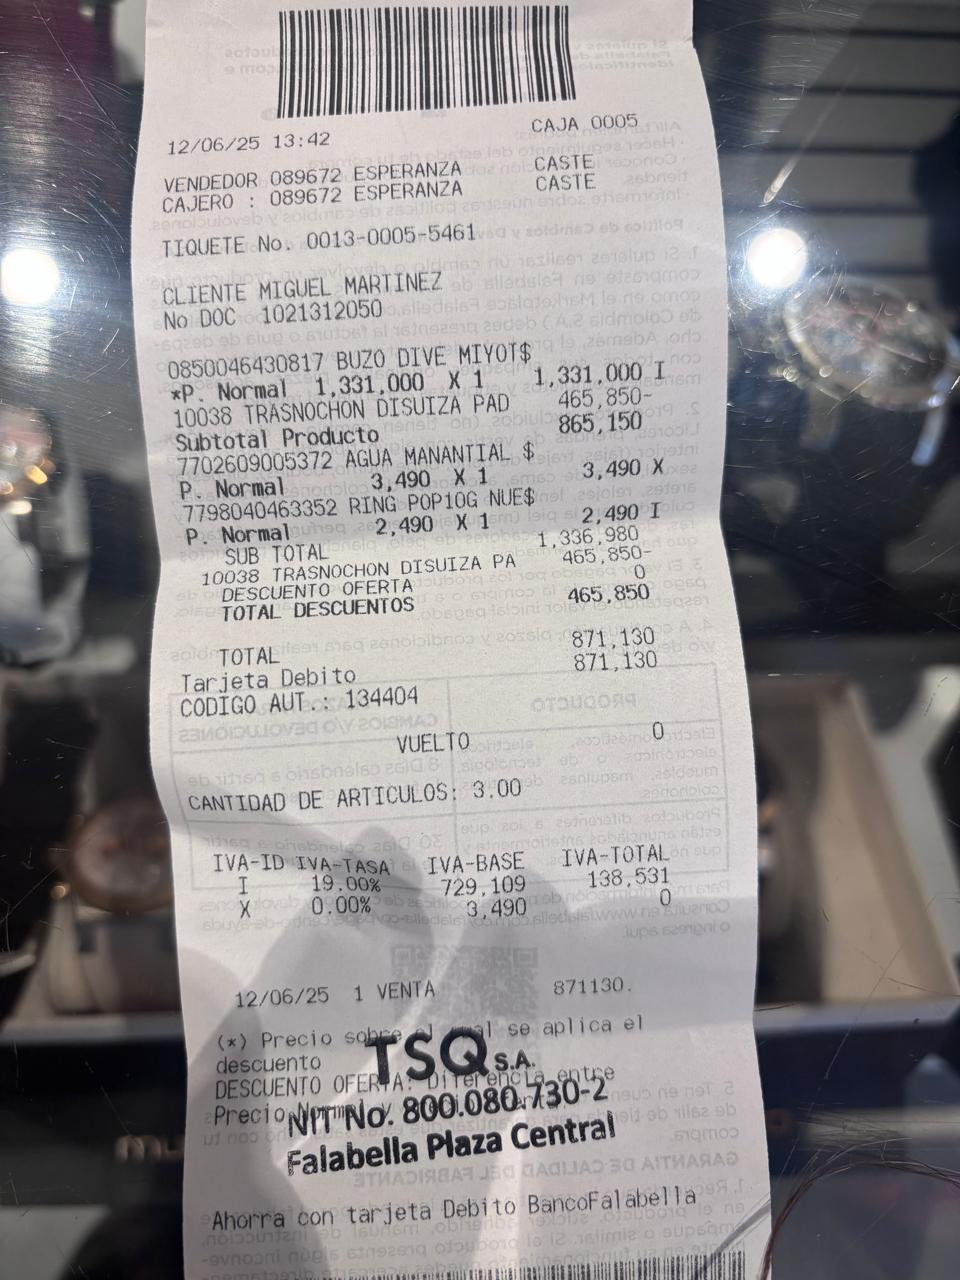 12/06/25 13:42 CAJA 0005
VENDEDOR 089672 ESPERANZA CASTE
CAJERO : 089672 ESPERANZA CASTE
TIQUETE No. 0013-0005-5461
CLIENTE MIGUEL MARTINEZ
No DOC 1021312050
0850046430817 BUZO DIVE MIYOT$
*P. Normal 1,331,000 X 1 1,331,000 I
10038 TRASNOCHON DISUIZA PAD 465,850-
Subtotal Producto 865,150
7702609005372 AGUA MANANTIAL $
P. Normal 3,490 X 1 3,490 X
7798040463352 RING POP10G NUE$
P. Normal 2,490 X 1 2,490 I
SUB TOTAL 1,336,980
10038 TRASNOCHON DISUIZA PA 465,850-
DESCUENTO OFERTA 0
TOTAL DESCUENTOS 465,850
TOTAL 871,130
Tarjeta Debito 871,130
CODIGO AUT.: 134404
VUELTO 0
CANTIDAD DE ARTICULOS: 3.00
IVA-ID IVA-TASA IVA-BASE IVA-TOTAL
I 19.00% 729,109 138,531
X 0.00% 3,490 0
12/06/25 1 VENTA 871130.
(*) Precio sobre el cual se aplica el
descuento
TSQ S.A.
DESCUENTO OFERTA: Diferencia entre
Precio
NIT No. 800.080.730-2
Falabella Plaza Central
Ahorra con tarjeta Debito BancoFalabella